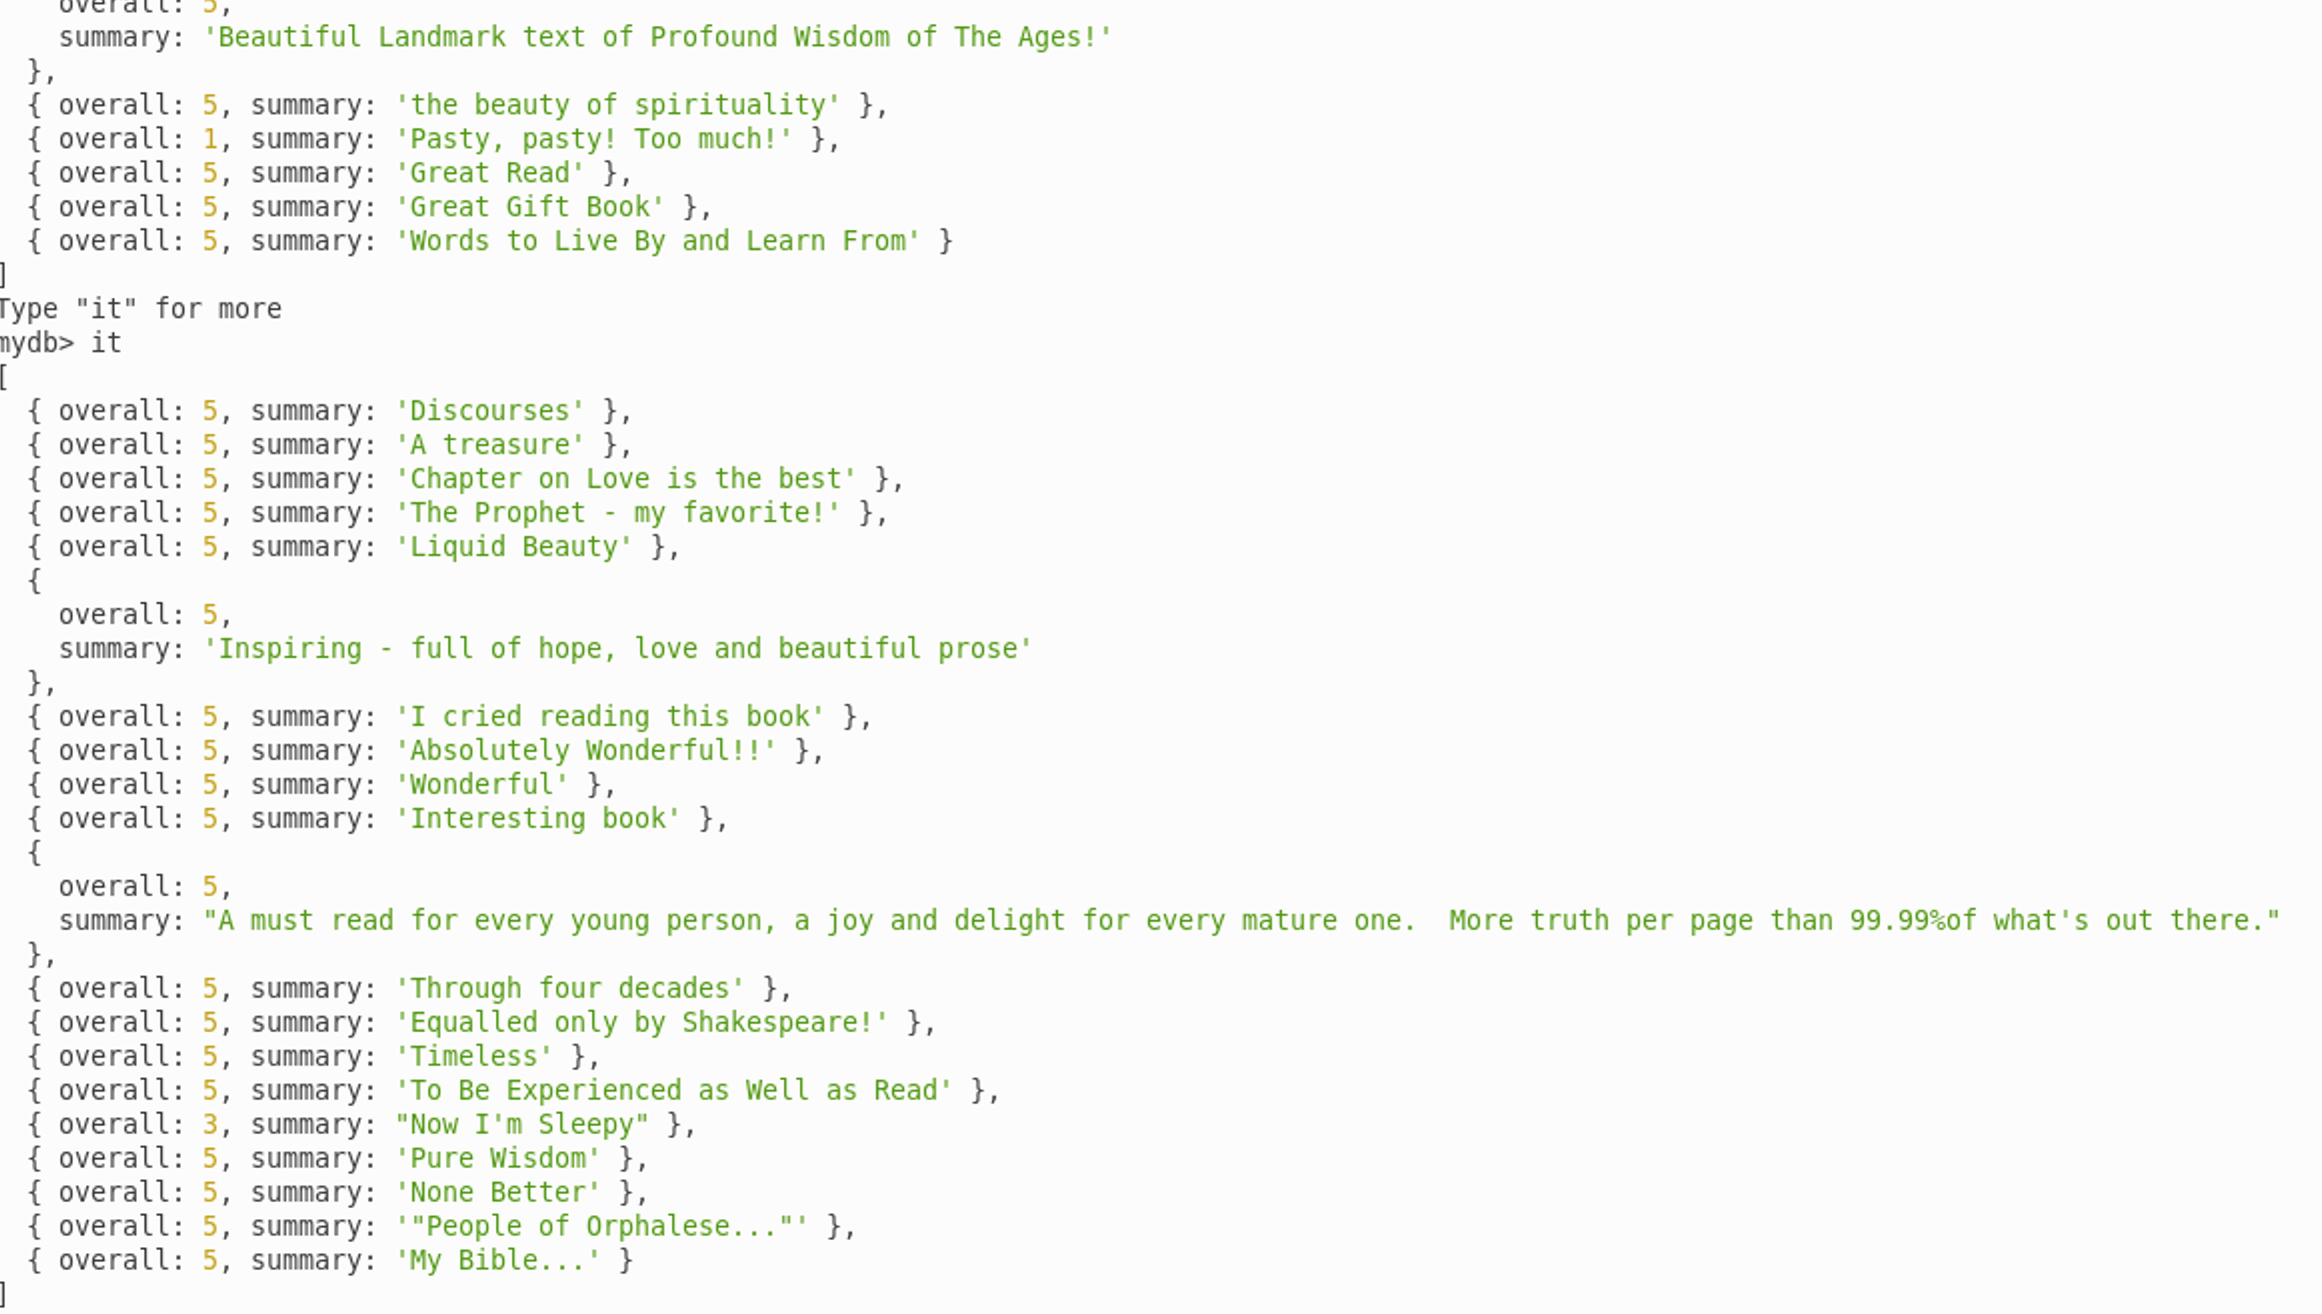 overall: 5,
summary: 'Beautiful Landmark text of Profound Wisdom of The Ages!'
},
{ overall: 5, summary: 'the beauty of spirituality' },
{ overall: 1, summary: 'Pasty, pasty! Too much!' },
{ overall: 5, summary: 'Great Read' },
{ overall: 5, summary: 'Great Gift Book' },
{ overall: 5, summary: 'Words to Live By and Learn From' }
]
Type "it" for more
mydb> it
[
{ overall: 5, summary: 'Discourses' },
{ overall: 5, summary: 'A treasure' },
{ overall: 5, summary: 'Chapter on Love is the best' },
{ overall: 5, summary: 'The Prophet - my favorite!' },
{ overall: 5, summary: 'Liquid Beauty' },
{
overall: 5,
summary: 'Inspiring - full of hope, love and beautiful prose'
},
{ overall: 5, summary: 'I cried reading this book' },
{ overall: 5, summary: 'Absolutely Wonderful!!' },
{ overall: 5, summary: 'Wonderful' },
{ overall: 5, summary: 'Interesting book' },
{
overall: 5,
summary: "A must read for every young person, a joy and delight for every mature one.  More truth per page than 99.99%of what's out there."
},
{ overall: 5, summary: 'Through four decades' },
{ overall: 5, summary: 'Equalled only by Shakespeare!' },
{ overall: 5, summary: 'Timeless' },
{ overall: 5, summary: 'To Be Experienced as Well as Read' },
{ overall: 3, summary: "Now I'm Sleepy" },
{ overall: 5, summary: 'Pure Wisdom' },
{ overall: 5, summary: 'None Better' },
{ overall: 5, summary: '"People of Orphalese..."' },
{ overall: 5, summary: 'My Bible...' }
]